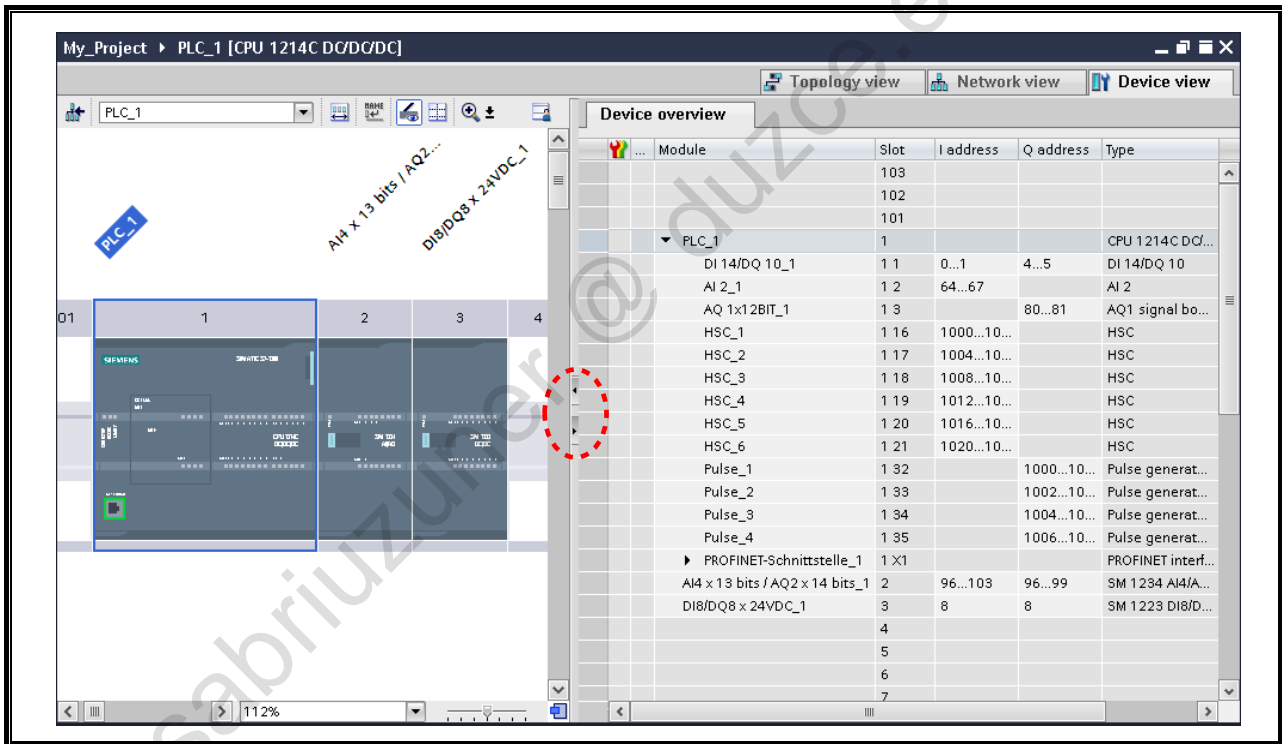 My_Project ▸ PLC_1 [CPU 1214C DC/DC/DC]
Topology view Network view Device view
PLC_1
Device overview
PLC_1
AI4 x 13 bits / AQ2...
DI8/DQ8 x 24VDC_1
01 1 2 3 4
SIEMENS SIMATIC S7-1200
112%
... Module Slot I address Q address Type
103
102
101
PLC_1 1 CPU 1214C DC/...
DI 14/DQ 10_1 1 1 0...1 4...5 DI 14/DQ 10
AI 2_1 1 2 64...67 AI 2
AQ 1x12BIT_1 1 3 80...81 AQ1 signal bo...
HSC_1 1 16 1000...10... HSC
HSC_2 1 17 1004...10... HSC
HSC_3 1 18 1008...10... HSC
HSC_4 1 19 1012...10... HSC
HSC_5 1 20 1016...10... HSC
HSC_6 1 21 1020...10... HSC
Pulse_1 1 32 1000...10... Pulse generat...
Pulse_2 1 33 1002...10... Pulse generat...
Pulse_3 1 34 1004...10... Pulse generat...
Pulse_4 1 35 1006...10... Pulse generat...
PROFINET-Schnittstelle_1 1 X1 PROFINET interf...
AI4 x 13 bits / AQ2 x 14 bits_1 2 96...103 96...99 SM 1234 AI4/A...
DI8/DQ8 x 24VDC_1 3 8 8 SM 1223 DI8/D...
4
5
6
7
sabriuzuner @ duzce.e